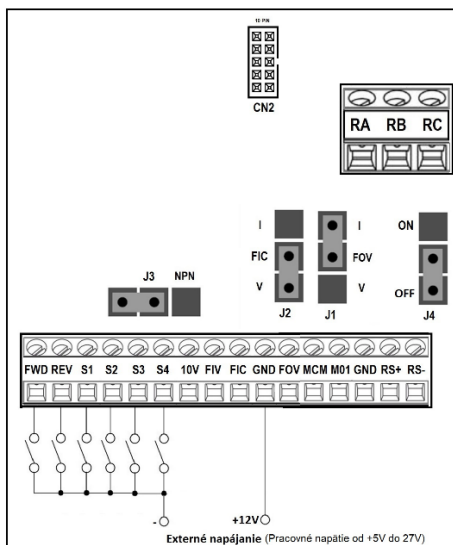 10 PIN
CN2
RA RB RC
I I ON
FIC FOV
V V OFF
J2 J1 J4
J3 NPN
FWD REV S1 S2 S3 S4 10V FIV FIC GND FOV MCM M01 GND RS+ RS-
- +12V
Externé napájanie (Pracovné napätie od +5V do 27V)